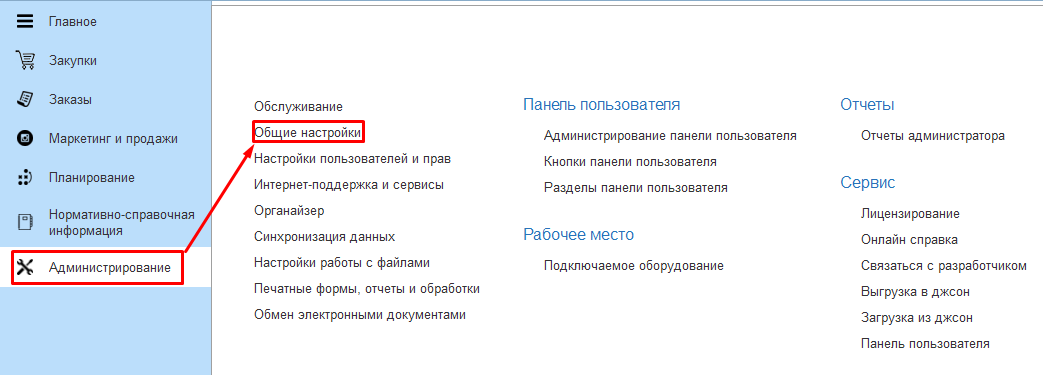 Главное
Закупки
Заказы
Маркетинг и продажи
Планирование
Нормативно-справочная
информация
Администрирование
Обслуживание
Общие настройки
Настройки пользователей и прав
Интернет-поддержка и сервисы
Органайзер
Синхронизация данных
Настройки работы с файлами
Печатные формы, отчеты и обработки
Обмен электронными документами
Панель пользователя
Администрирование панели пользователя
Кнопки панели пользователя
Разделы панели пользователя
Рабочее место
Подключаемое оборудование
Отчеты
Отчеты администратора
Сервис
Лицензирование
Онлайн справка
Связаться с разработчиком
Выгрузка в джсон
Загрузка из джсон
Панель пользователя